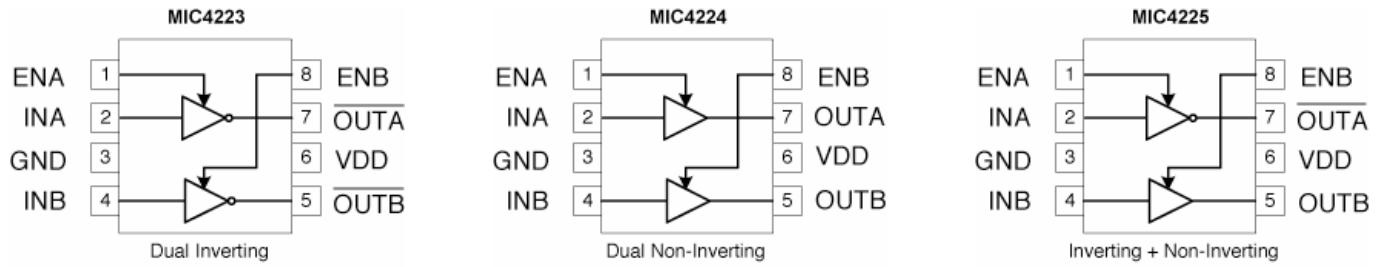 MIC4223
ENA 1 8 ENB
INA 2 7 OUTA
GND 3 6 VDD
INB 4 5 OUTB
Dual Inverting
MIC4224
ENA 1 8 ENB
INA 2 7 OUTA
GND 3 6 VDD
INB 4 5 OUTB
Dual Non-Inverting
MIC4225
ENA 1 8 ENB
INA 2 7 OUTA
GND 3 6 VDD
INB 4 5 OUTB
Inverting + Non-Inverting